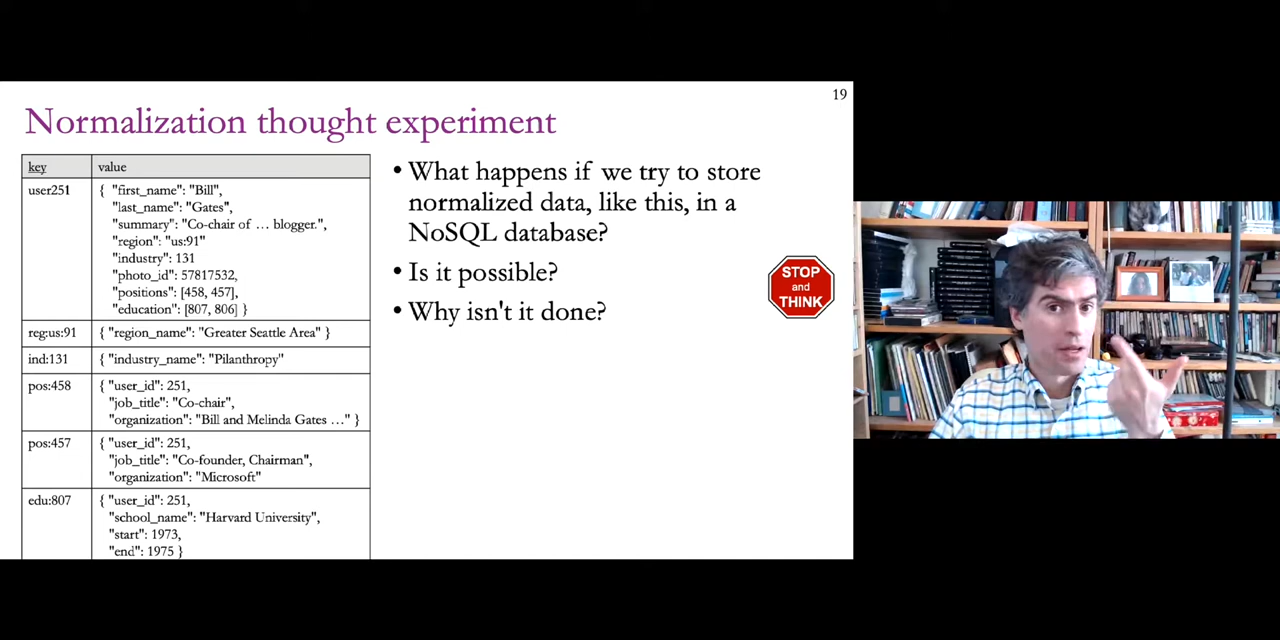 19
Normalization thought experiment
key value
user251 { "first_name": "Bill",
"last_name": "Gates",
"summary": "Co-chair of … blogger.",
"region": "us:91"
"industry": 131
"photo_id": 57817532,
"positions": [458, 457],
"education": [807, 806] }
reg:us:91 { "region_name": "Greater Seattle Area" }
ind:131 { "industry_name": "Pilanthropy"
pos:458 { "user_id": 251,
"job_title": "Co-chair",
"organization": "Bill and Melinda Gates …" }
pos:457 { "user_id": 251,
"job_title": "Co-founder, Chairman",
"organization": "Microsoft"
edu:807 { "user_id": 251,
"school_name": "Harvard University",
"start": 1973,
"end": 1975 }
• What happens if we try to store
normalized data, like this, in a
NoSQL database?
• Is it possible?
• Why isn't it done?
STOP
and
THINK